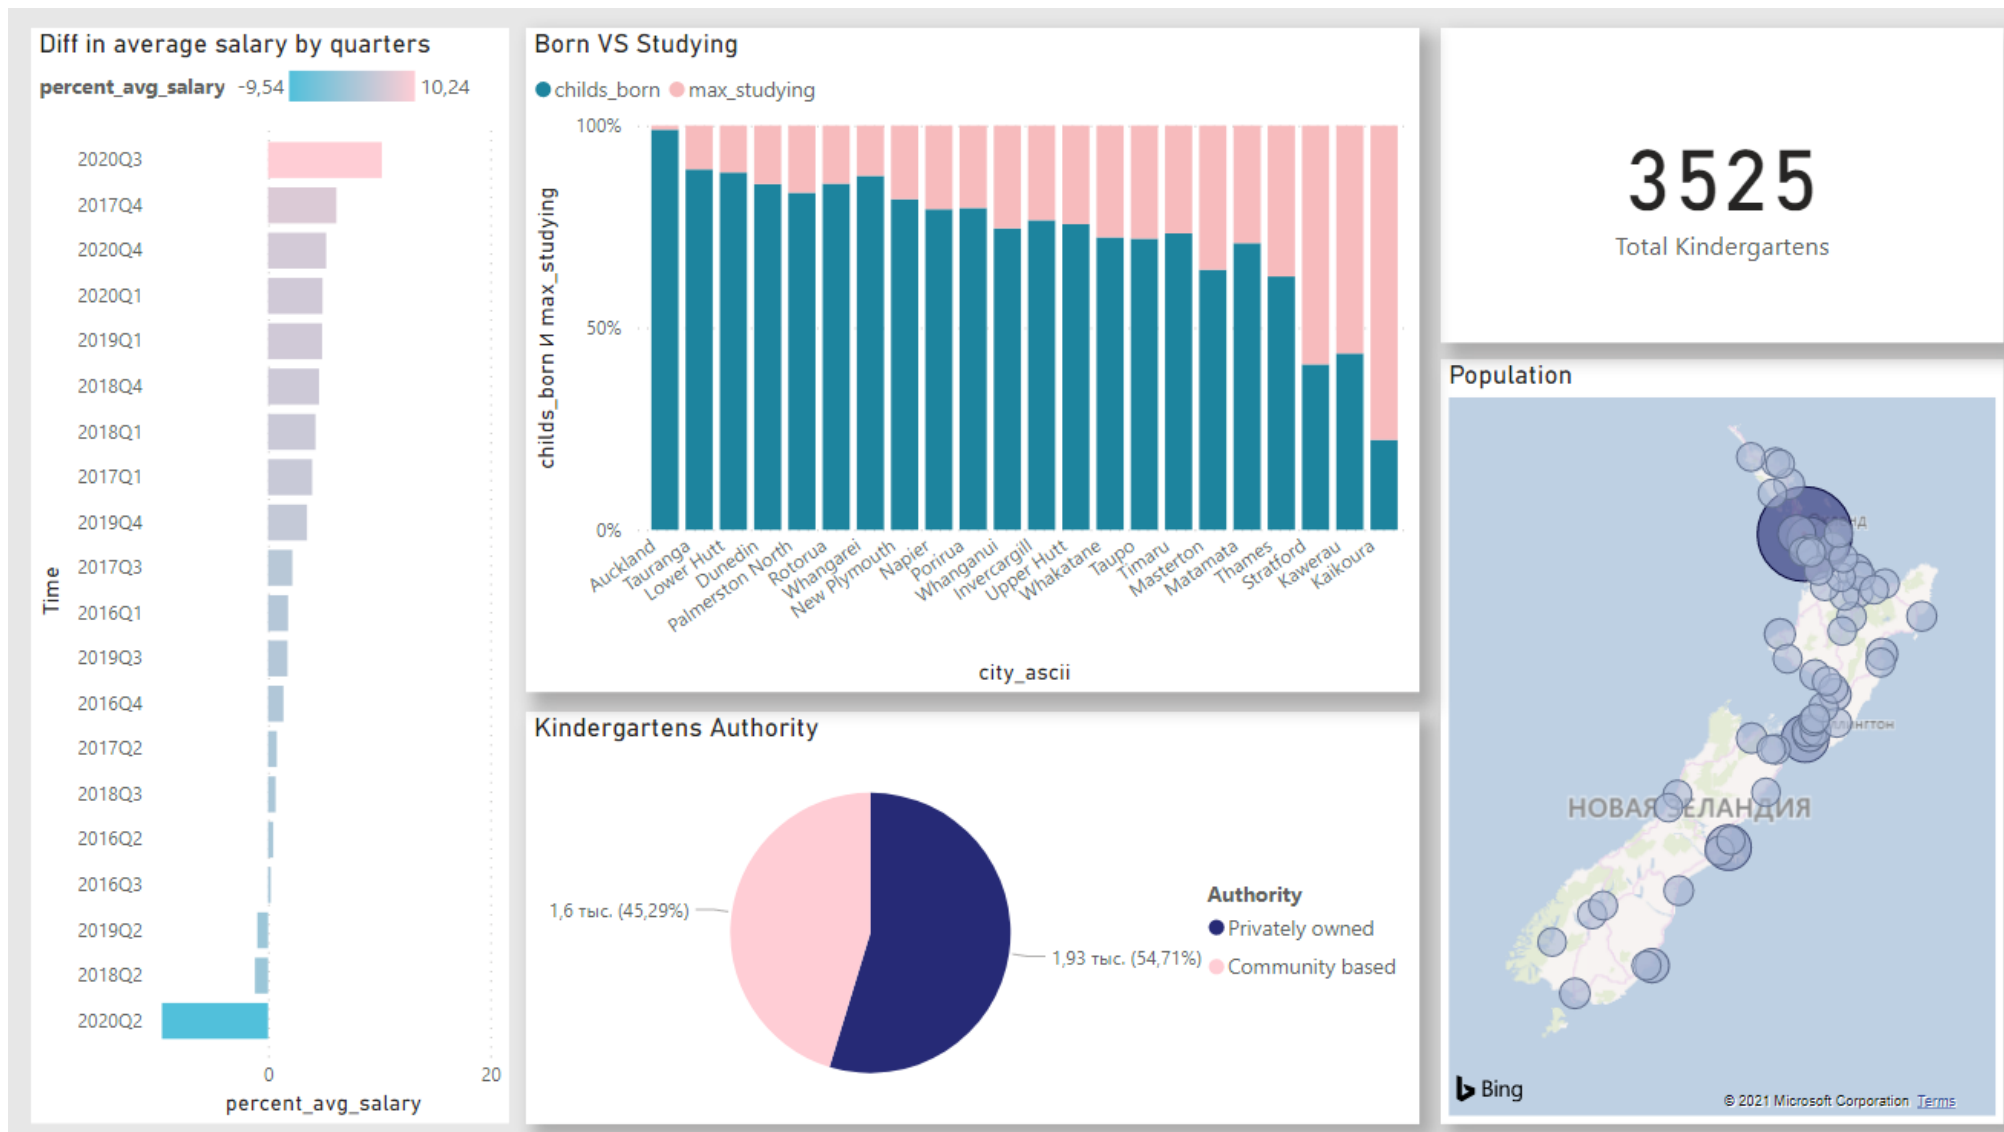 Diff in average salary by quarters
percent_avg_salary -9,54 10,24
2020Q3
2017Q4
2020Q4
2020Q1
2019Q1
2018Q4
2018Q1
2017Q1
2019Q4
2017Q3
2016Q1
2019Q3
2016Q4
2017Q2
2018Q3
2016Q2
2016Q3
2019Q2
2018Q2
2020Q2
Time
0 20
percent_avg_salary
Born VS Studying
childs_born max_studying
childs_born И max_studying
100%
50%
0%
Auckland
Tauranga
Lower Hutt
Dunedin
Palmerston North
Rotorua
Whangarei
New Plymouth
Napier
Porirua
Whanganui
Invercargill
Upper Hutt
Whakatane
Taupo
Timaru
Masterton
Matamata
Thames
Stratford
Kawerau
Kaikoura
city_ascii
Kindergartens Authority
1,6 тыс. (45,29%)
1,93 тыс. (54,71%)
Authority
Privately owned
Community based
3525
Total Kindergartens
Population
НОВАЯ ЗЕЛАНДИЯ
Bing
© 2021 Microsoft Corporation Terms